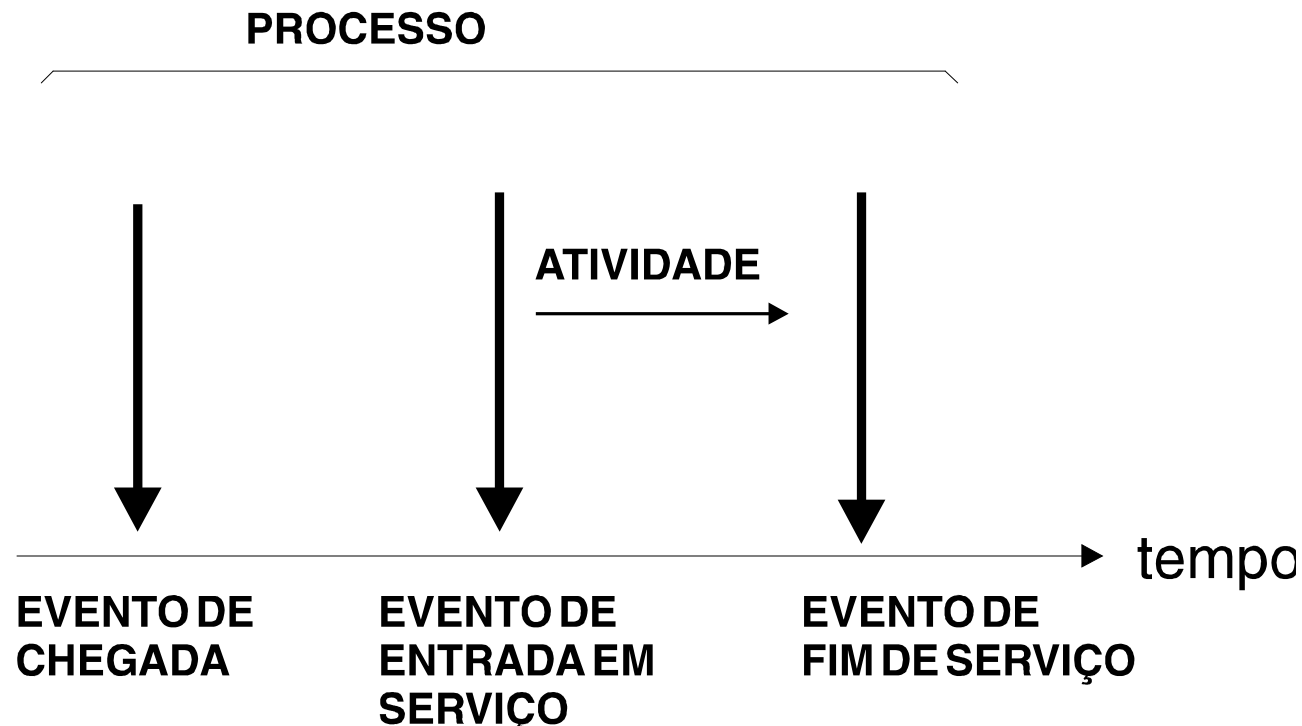 PROCESSO
ATIVIDADE
tempo
EVENTO DE
CHEGADA
EVENTO DE
ENTRADA EM
SERVIÇO
EVENTO DE
FIM DE SERVIÇO